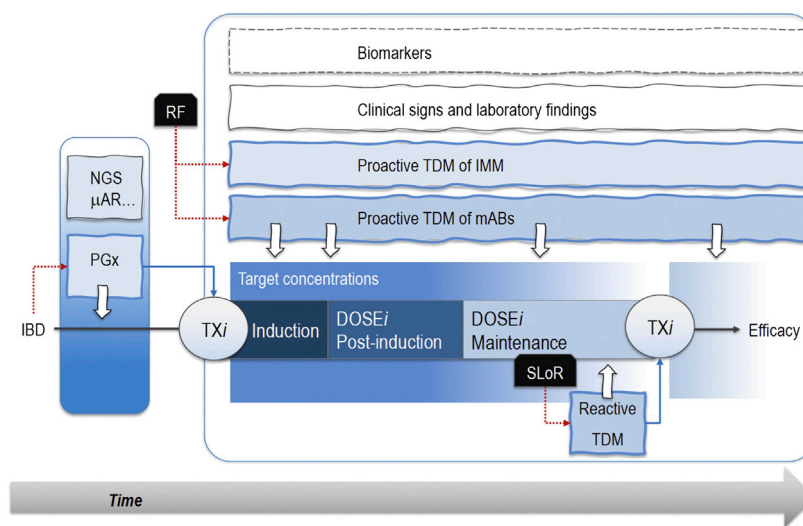 Biomarkers
Clinical signs and laboratory findings
RF
Proactive TDM of IMM
NGS
μAR...
Proactive TDM of mABs
PGx
Target concentrations
IBD
TXi
Induction
DOSEi
Post-induction
DOSEi
Maintenance
TXi
Efficacy
SLoR
Reactive
TDM
Time